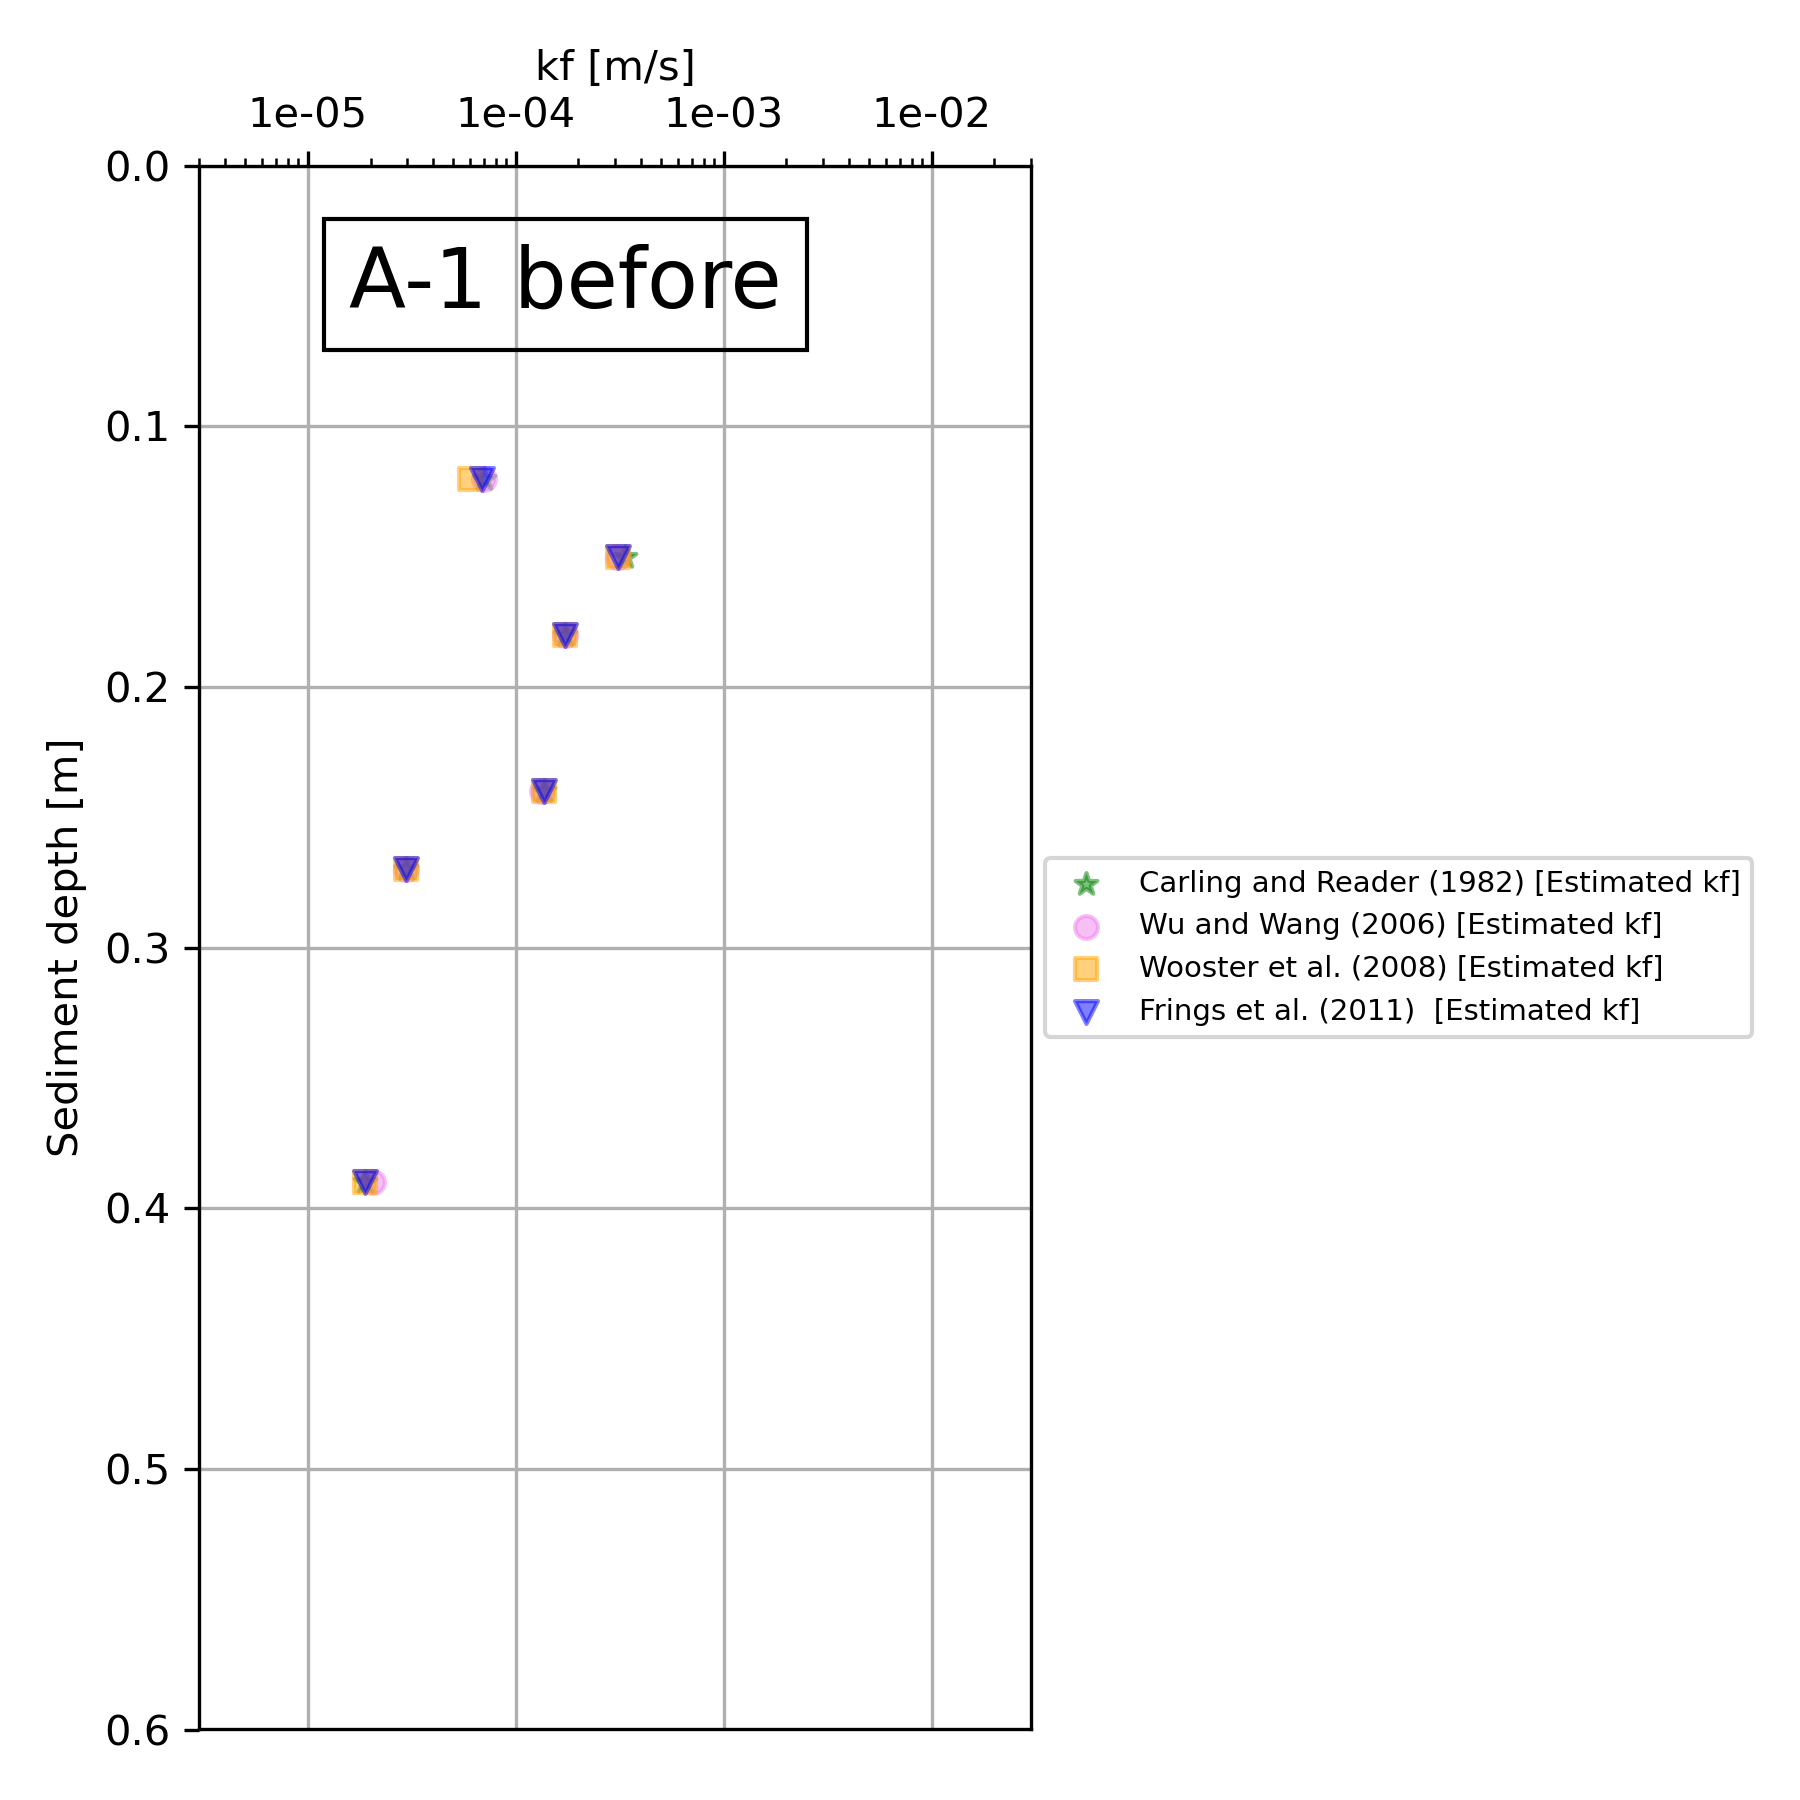 kf [m/s]
1e-05 1e-04 1e-03 1e-02
0.0
A-1 before
0.1
0.2
0.3
0.4
0.5
0.6
Sediment depth [m]
Carling and Reader (1982) [Estimated kf]
Wu and Wang (2006) [Estimated kf]
Wooster et al. (2008) [Estimated kf]
Frings et al. (2011)  [Estimated kf]